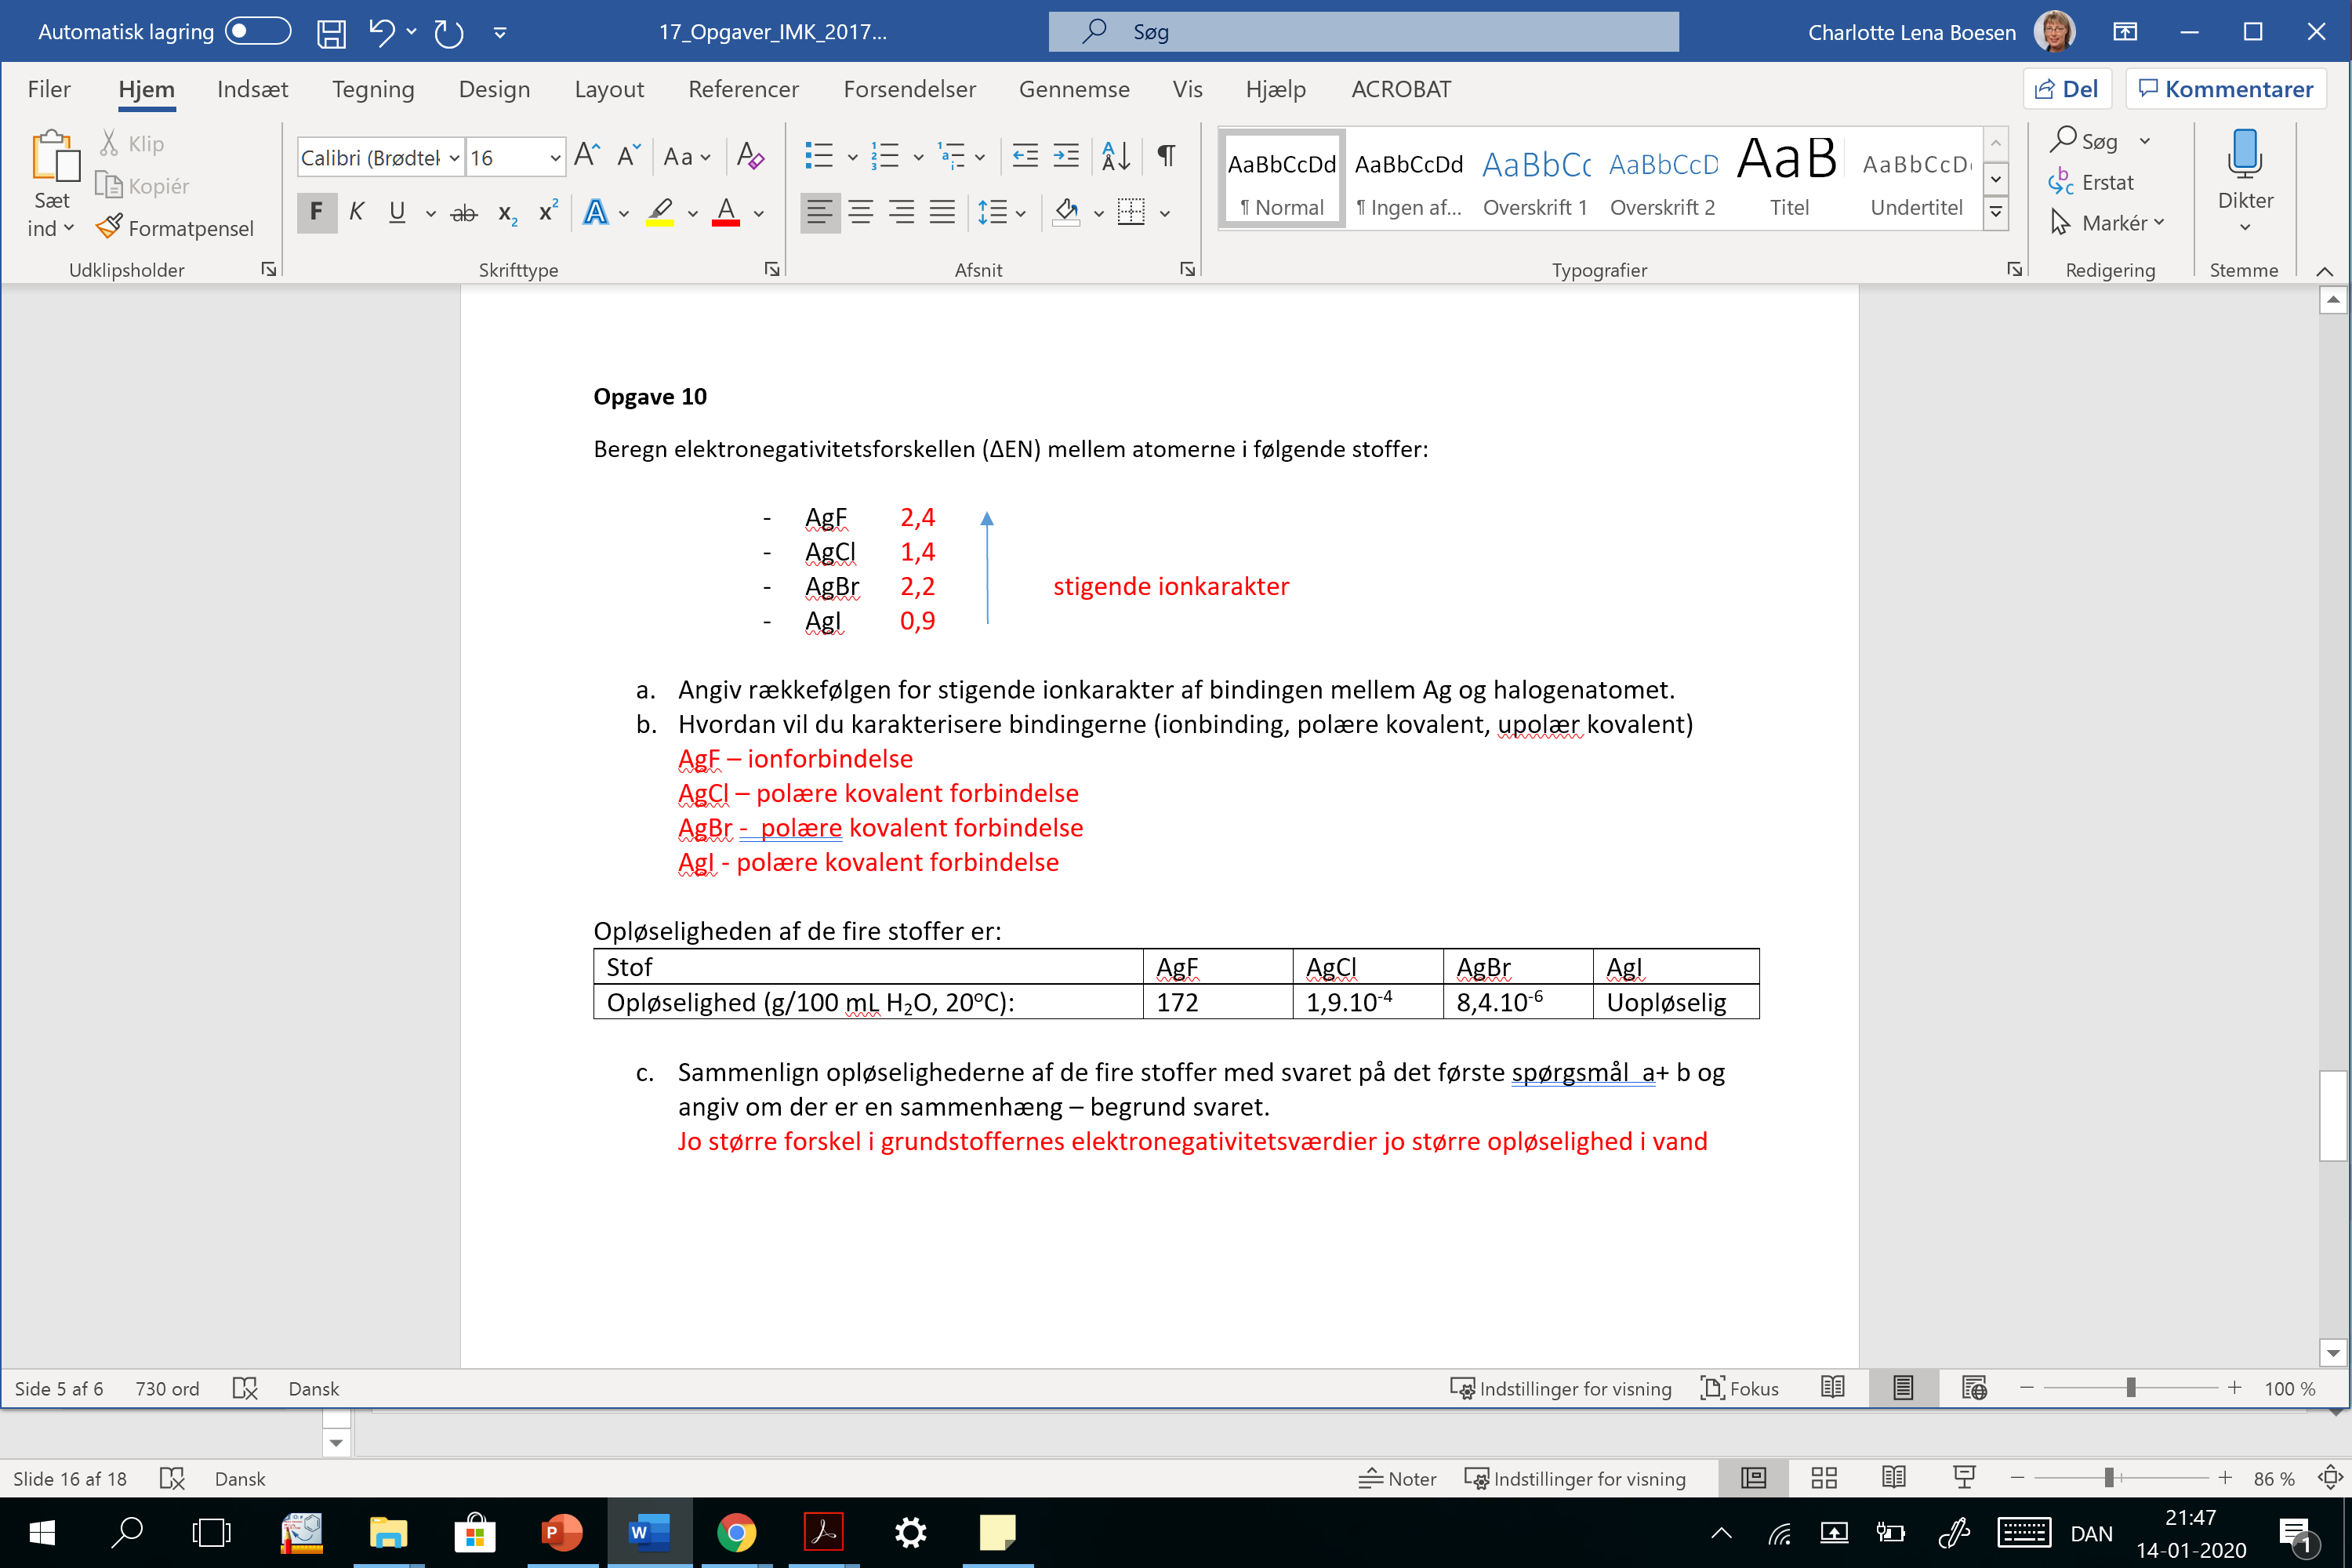 Automatisk lagring
17_Opgaver_IMK_2017...
Søg
Charlotte Lena Boesen
Filer Hjem Indsæt Tegning Design Layout Referencer Forsendelser Gennemse Vis Hjælp ACROBAT
Del Kommentarer
Sæt ind
Klip
Kopiér
Formatpensel
Udklipsholder
Calibri (Brødtek 16
Skrifttype
Afsnit
AaBbCcDd AaBbCcDd AaBbCc AaBbCcD AaB AaBbCcD
¶ Normal ¶ Ingen af... Overskrift 1 Overskrift 2 Titel Undertitel
Typografier
Søg
Erstat
Markér
Redigering
Dikter
Stemme
Opgave 10
Beregn elektronegativitetsforskellen (ΔEN) mellem atomerne i følgende stoffer:
- AgF 2,4
- AgCl 1,4
- AgBr 2,2 stigende ionkarakter
- AgI 0,9
a. Angiv rækkefølgen for stigende ionkarakter af bindingen mellem Ag og halogenatomet.
b. Hvordan vil du karakterisere bindingerne (ionbinding, polære kovalent, upolær kovalent)
AgF – ionforbindelse
AgCl – polære kovalent forbindelse
AgBr - polære kovalent forbindelse
AgI - polære kovalent forbindelse
Opløseligheden af de fire stoffer er:
Stof AgF AgCl AgBr AgI
Opløselighed (g/100 mL H₂O, 20°C): 172 1,9.10⁻⁴ 8,4.10⁻⁶ Uopløselig
c. Sammenlign opløselighederne af de fire stoffer med svaret på det første spørgsmål a+ b og
angiv om der er en sammenhæng – begrund svaret.
Jo større forskel i grundstoffernes elektronegativitetsværdier jo større opløselighed i vand
Side 5 af 6 730 ord Dansk Indstillinger for visning Fokus 100 %
Slide 16 af 18 Dansk Noter Indstillinger for visning 86 %
DAN
21:47
14-01-2020
1